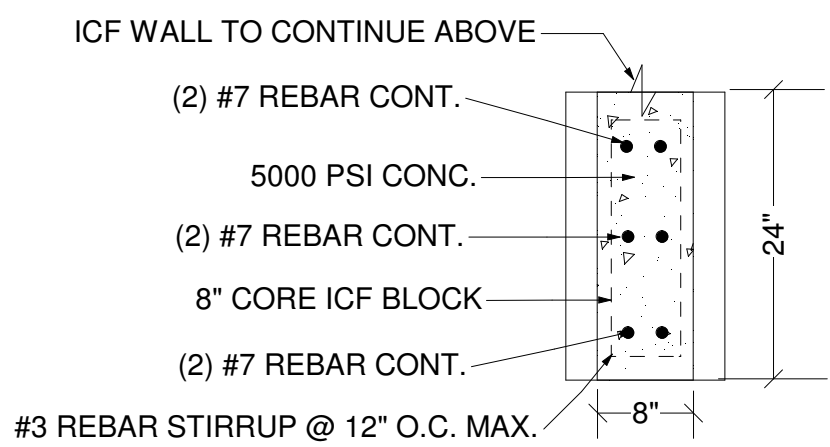 ICF WALL TO CONTINUE ABOVE
(2) #7 REBAR CONT.
5000 PSI CONC.
(2) #7 REBAR CONT.
24"
8" CORE ICF BLOCK
(2) #7 REBAR CONT.
8"
#3 REBAR STIRRUP @ 12" O.C. MAX.